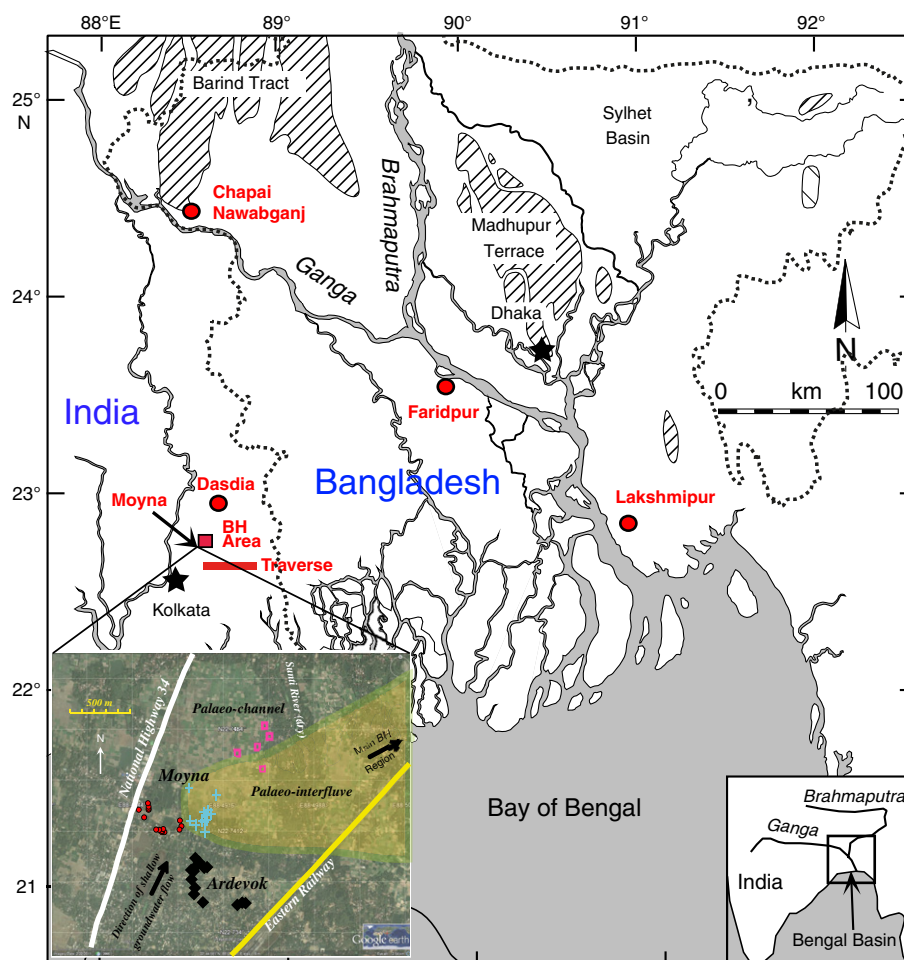 88°E
89°
90°
91°
92°
25°
N
24°
23°
22°
21°
Barind Tract
Sylhet
Basin
Brahmaputra
Chapai
Nawabganj
Madhupur
Terrace
Ganga
Dhaka
N
0 km 100
India
Faridpur
Bangladesh
Dasdia
Moyna
BH
Area
Lakshmipur
Traverse
Kolkata
500 m
N
National Highway 34
Palaeo-channel
Sunti River (dry)
Main BH
Region
Moyna
Palaeo-interfluve
Direction of shallow
groundwater flow
Ardevok
Eastern Railway
Google earth
Bay of Bengal
Brahmaputra
Ganga
India
Bengal Basin